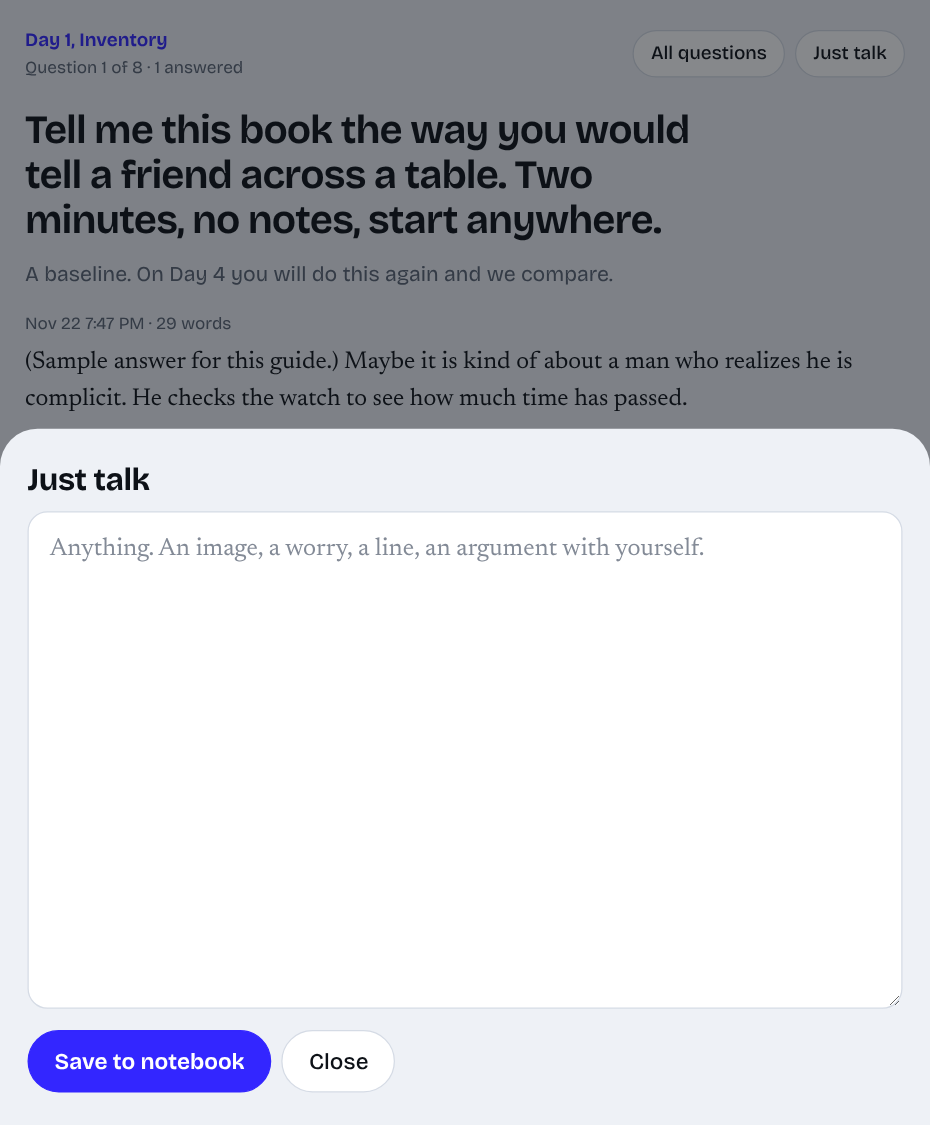 Day 1, Inventory
Question 1 of 8 · 1 answered
All questions
Just talk
Tell me this book the way you would
tell a friend across a table. Two
minutes, no notes, start anywhere.
A baseline. On Day 4 you will do this again and we compare.
Nov 22 7:47 PM · 29 words
(Sample answer for this guide.) Maybe it is kind of about a man who realizes he is
complicit. He checks the watch to see how much time has passed.
Just talk
Anything. An image, a worry, a line, an argument with yourself.
Save to notebook
Close